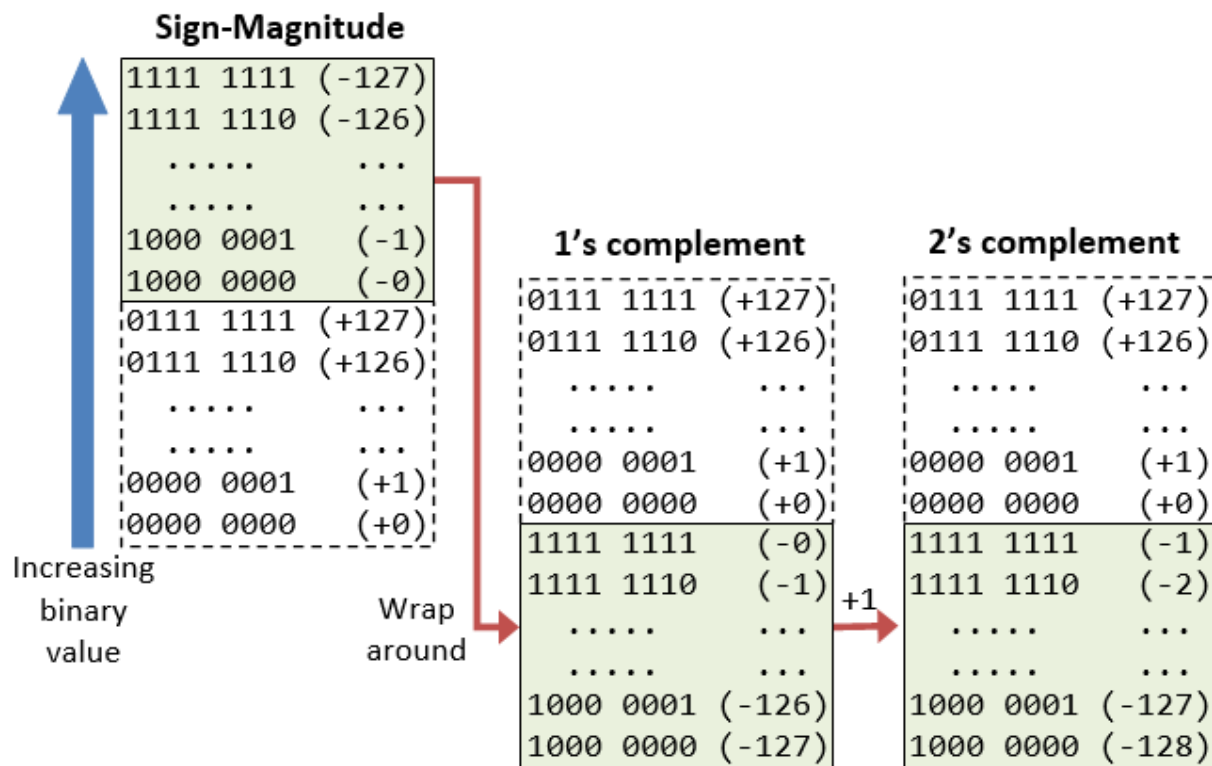 Sign-Magnitude
1111 1111 (-127)
1111 1110 (-126)
..... ...
..... ...
1000 0001 (-1)
1000 0000 (-0)
0111 1111 (+127)
0111 1110 (+126)
..... ...
..... ...
0000 0001 (+1)
0000 0000 (+0)
Increasing
binary
value
Wrap
around
1's complement
0111 1111 (+127)
0111 1110 (+126)
..... ...
..... ...
0000 0001 (+1)
0000 0000 (+0)
1111 1111 (-0)
1111 1110 (-1)
..... ...
..... ...
1000 0001 (-126)
1000 0000 (-127)
+1
2's complement
0111 1111 (+127)
0111 1110 (+126)
..... ...
..... ...
0000 0001 (+1)
0000 0000 (+0)
1111 1111 (-1)
1111 1110 (-2)
..... ...
..... ...
1000 0001 (-127)
1000 0000 (-128)